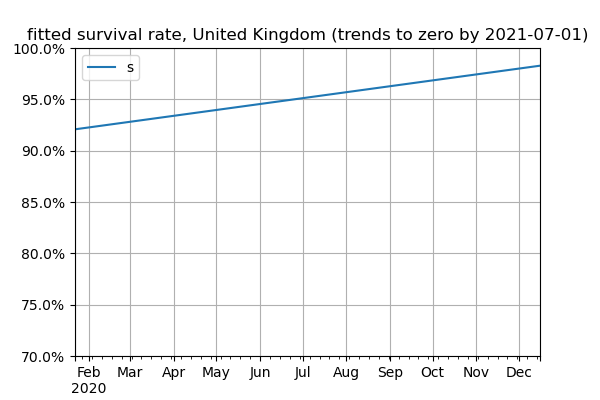 fitted survival rate, United Kingdom (trends to zero by 2021-07-01)
100.0%
s
95.0%
90.0%
85.0%
80.0%
75.0%
70.0%
Feb Mar Apr May Jun Jul Aug Sep Oct Nov Dec
2020